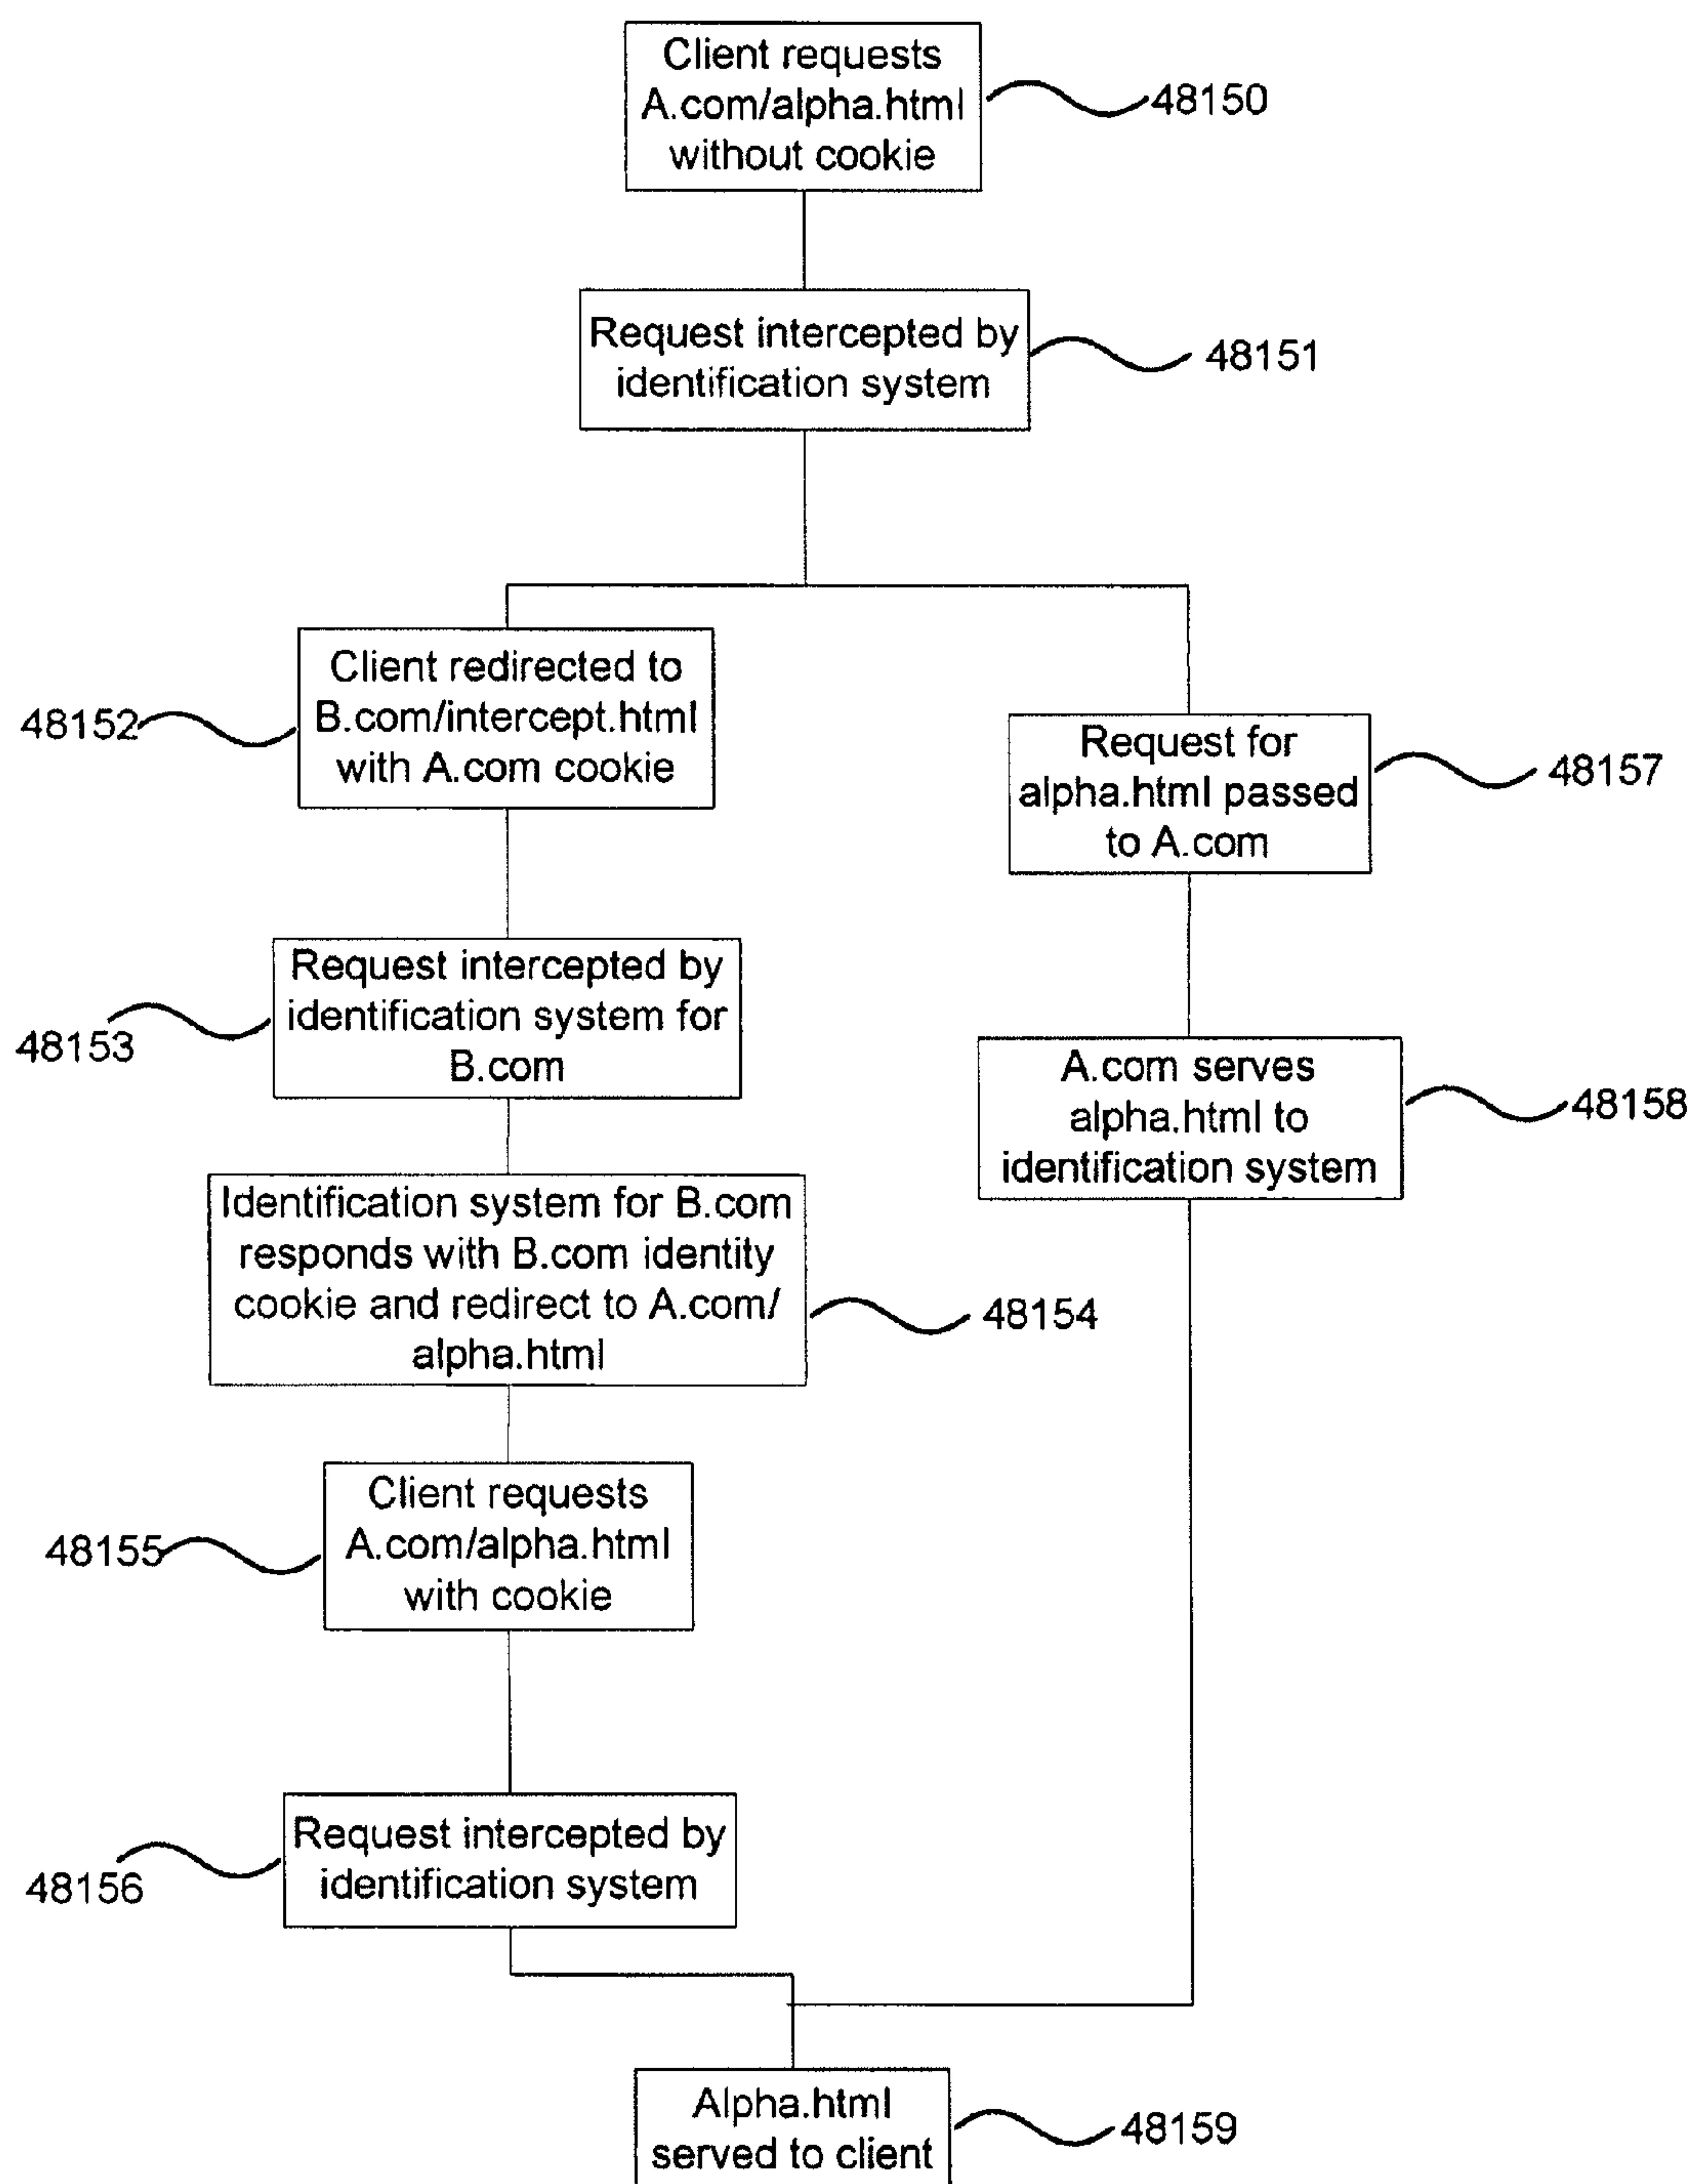 Client requests
A.com/alpha.html
without cookie
48150
Request intercepted by
identification system
48151
Client redirected to
B.com/intercept.html
with A.com cookie
48152
Request for
alpha.html passed
to A.com
48157
Request intercepted by
identification system for
B.com
48153
A.com serves
alpha.html to
identification system
48158
Identification system for B.com
responds with B.com identity
cookie and redirect to A.com/
alpha.html
48154
Client requests
A.com/alpha.html
with cookie
48155
Request intercepted by
identification system
48156
Alpha.html
served to client
48159